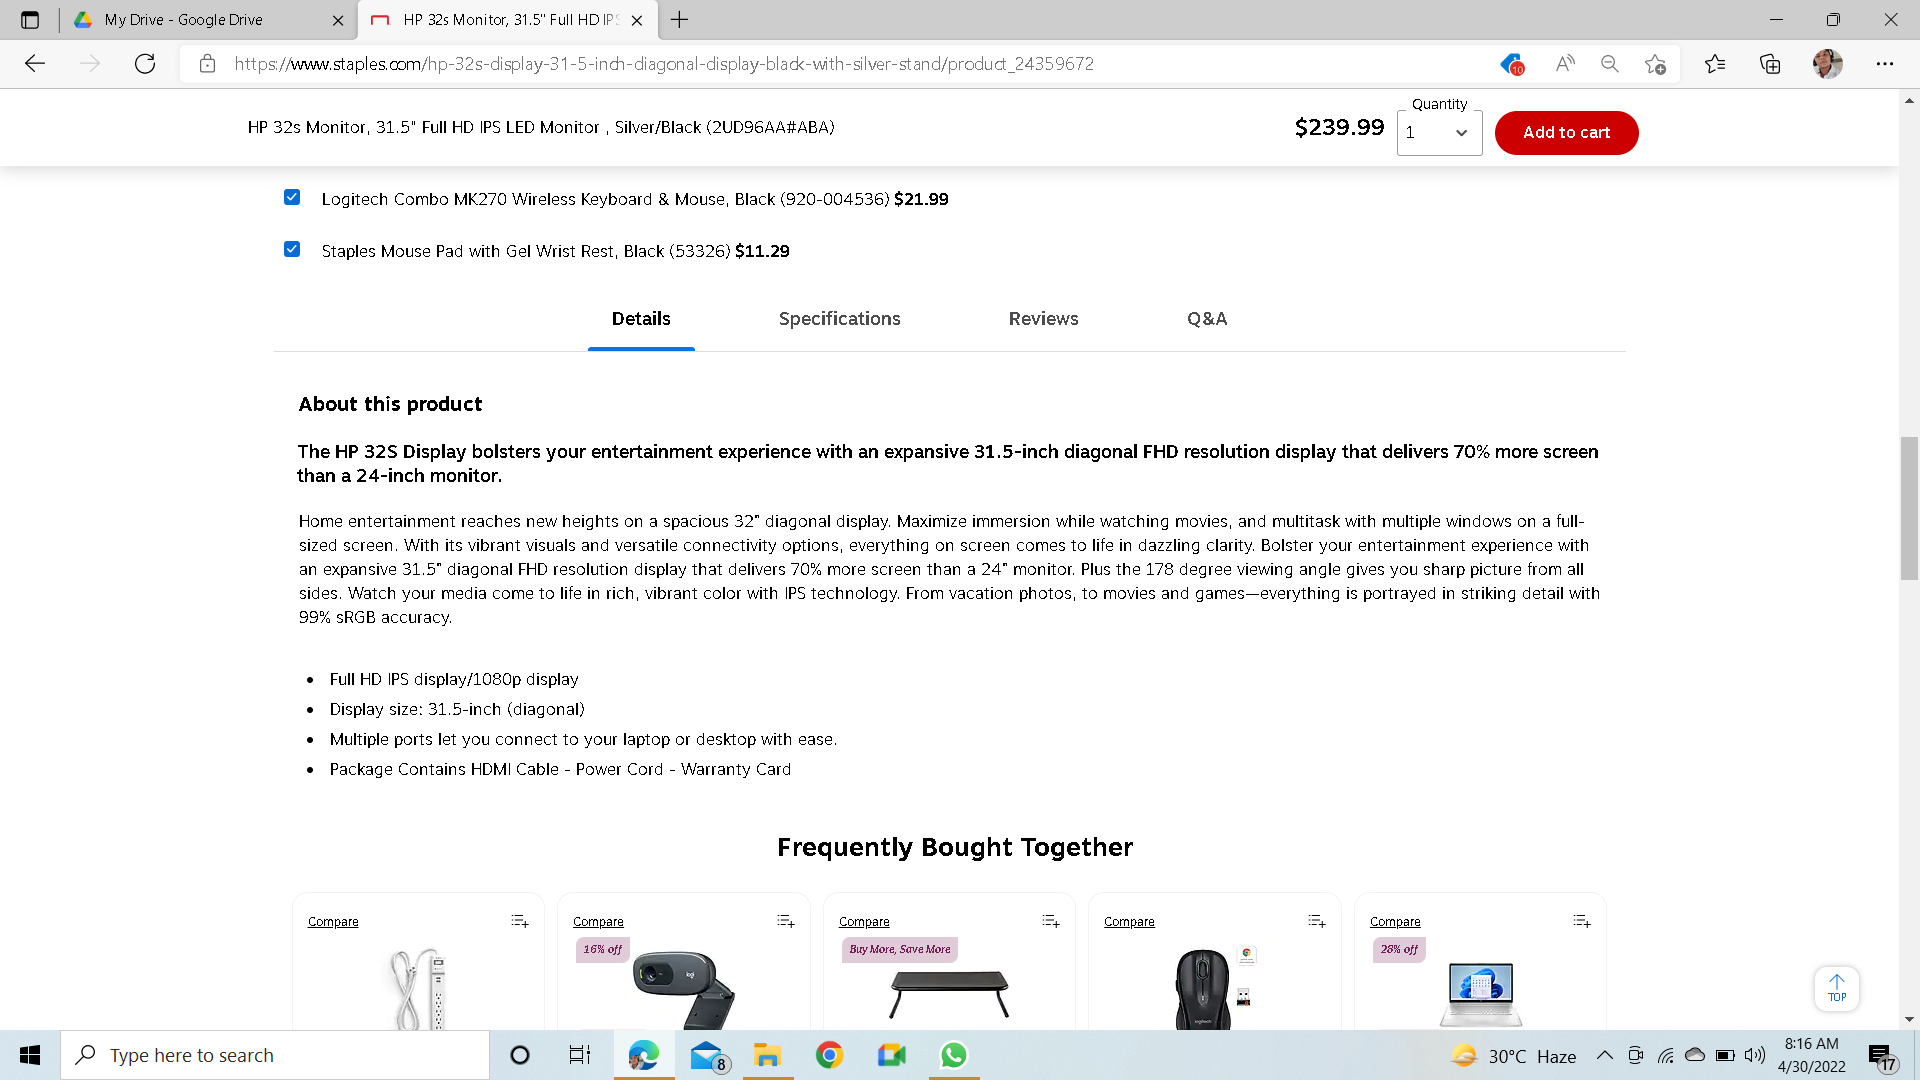 My Drive - Google Drive
HP 32s Monitor, 31.5" Full HD IPS
https://www.staples.com/hp-32s-display-31-5-inch-diagonal-display-black-with-silver-stand/product_24359672
10
HP 32s Monitor, 31.5" Full HD IPS LED Monitor , Silver/Black (2UD96AA#ABA)
$239.99
Quantity
1
Add to cart
Logitech Combo MK270 Wireless Keyboard & Mouse, Black (920-004536) $21.99
Staples Mouse Pad with Gel Wrist Rest, Black (53326) $11.29
Details
Specifications
Reviews
Q&A
About this product
The HP 32S Display bolsters your entertainment experience with an expansive 31.5-inch diagonal FHD resolution display that delivers 70% more screen
than a 24-inch monitor.
Home entertainment reaches new heights on a spacious 32" diagonal display. Maximize immersion while watching movies, and multitask with multiple windows on a full-
sized screen. With its vibrant visuals and versatile connectivity options, everything on screen comes to life in dazzling clarity. Bolster your entertainment experience with
an expansive 31.5" diagonal FHD resolution display that delivers 70% more screen than a 24" monitor. Plus the 178 degree viewing angle gives you sharp picture from all
sides. Watch your media come to life in rich, vibrant color with IPS technology. From vacation photos, to movies and games—everything is portrayed in striking detail with
99% sRGB accuracy.
• Full HD IPS display/1080p display
• Display size: 31.5-inch (diagonal)
• Multiple ports let you connect to your laptop or desktop with ease.
• Package Contains HDMI Cable - Power Cord - Warranty Card
Frequently Bought Together
Compare
Compare
16% off
logi
Compare
Buy More, Save More
Compare
logitech
Compare
28% off
TOP
Type here to search
8
30°C Haze
8:16 AM
4/30/2022
17